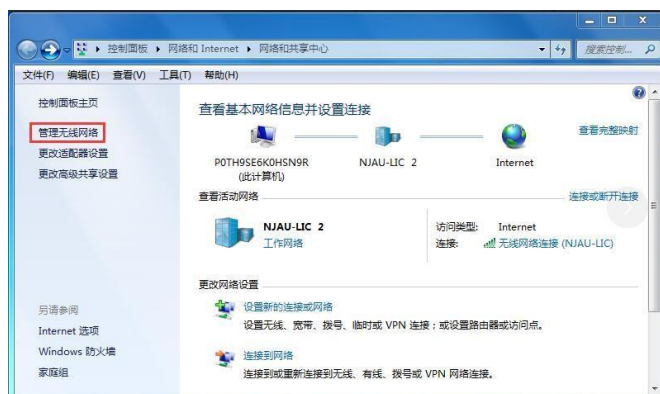 控制面板 ▸ 网络和 Internet ▸ 网络和共享中心
搜索控制...
文件(F) 编辑(E) 查看(V) 工具(T) 帮助(H)
控制面板主页
管理无线网络
更改适配器设置
更改高级共享设置
查看基本网络信息并设置连接
查看完整映射
P0TH9SE6K0HSN9R
(此计算机)
NJAU-LIC 2
Internet
查看活动网络
连接或断开连接
NJAU-LIC 2
工作网络
访问类型: Internet
连接: 无线网络连接 (NJAU-LIC)
更改网络设置
设置新的连接或网络
设置无线、宽带、拨号、临时或 VPN 连接；或设置路由器或访问点。
连接到网络
连接到或重新连接到无线、有线、拨号或 VPN 网络连接。
另请参阅
Internet 选项
Windows 防火墙
家庭组